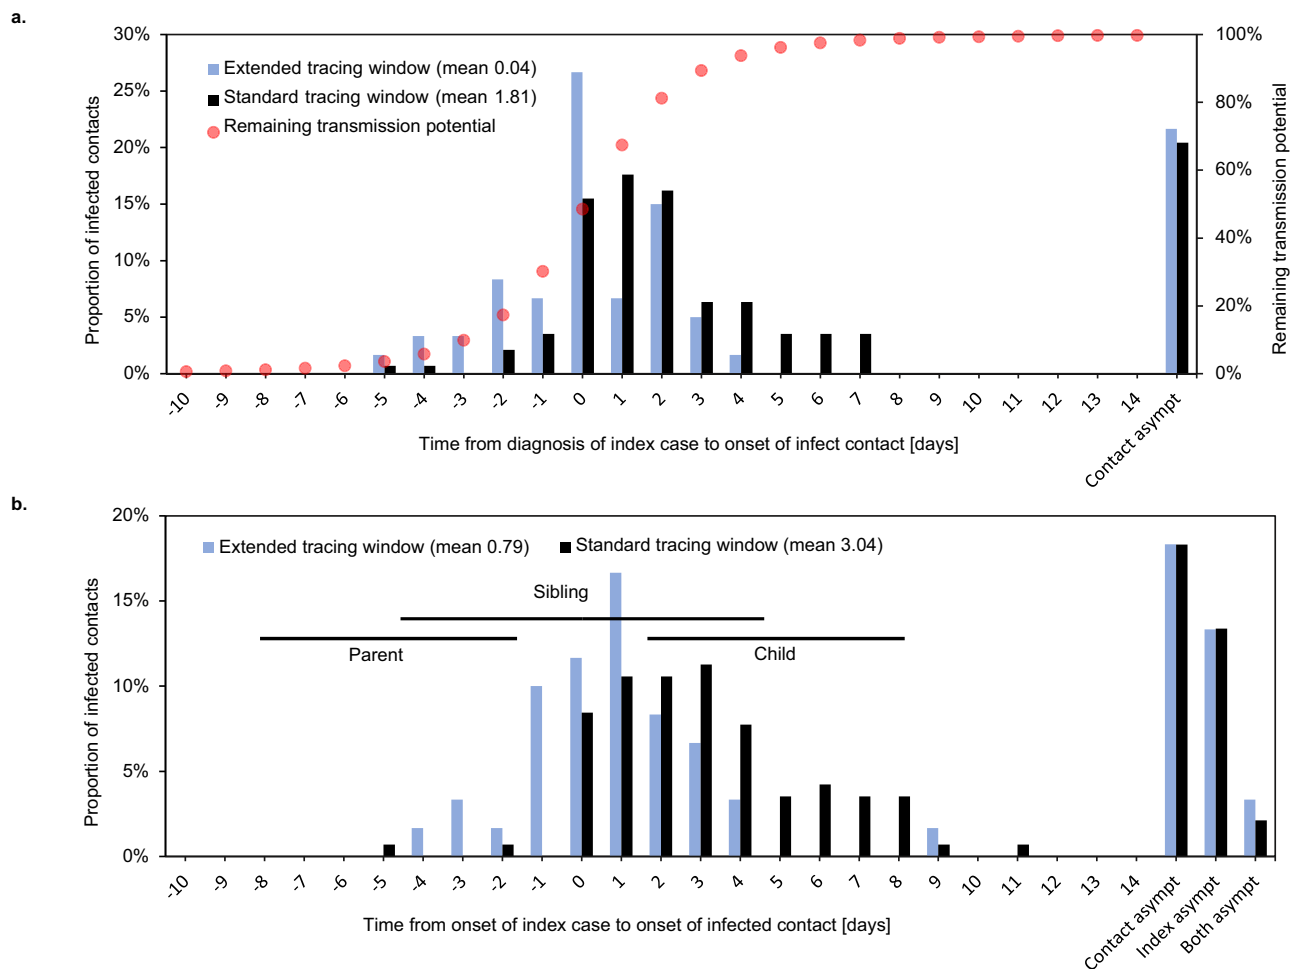 a.
30%
25%
20%
15%
10%
5%
0%
Proportion of infected contacts
Extended tracing window (mean 0.04)
Standard tracing window (mean 1.81)
Remaining transmission potential
100%
80%
60%
40%
20%
0%
Remaining transmission potential
-10 -9 -8 -7 -6 -5 -4 -3 -2 -1 0 1 2 3 4 5 6 7 8 9 10 11 12 13 14 Contact asympt
Time from diagnosis of index case to onset of infect contact [days]
b.
20%
15%
10%
5%
0%
Proportion of infected contacts
Extended tracing window (mean 0.79) Standard tracing window (mean 3.04)
Sibling
Parent Child
-10 -9 -8 -7 -6 -5 -4 -3 -2 -1 0 1 2 3 4 5 6 7 8 9 10 11 12 13 14 Contact asympt Index asympt Both asympt
Time from onset of index case to onset of infected contact [days]